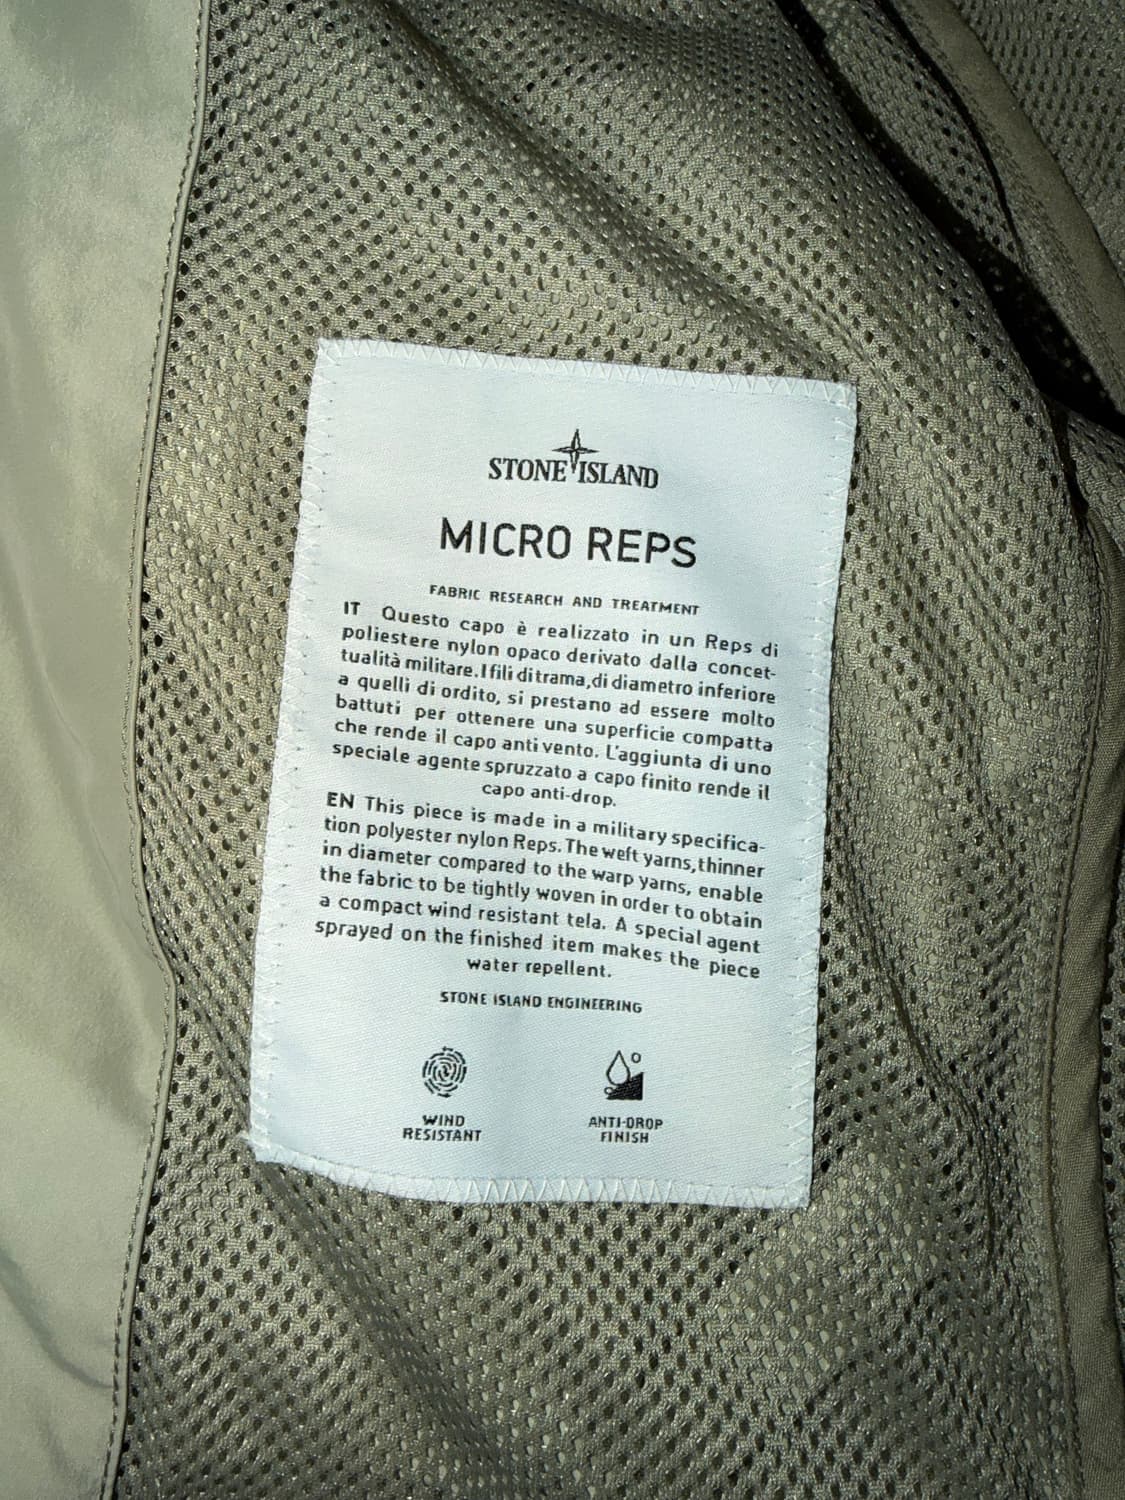 STONE ISLAND
MICRO REPS
FABRIC RESEARCH AND TREATMENT
IT Questo capo è realizzato in un Reps di
poliestere nylon opaco derivato dalla concet-
tualità militare. I fili di trama, di diametro inferiore
a quelli di ordito, si prestano ad essere molto
battuti per ottenere una superficie compatta
che rende il capo anti vento. L'aggiunta di uno
speciale agente spruzzato a capo finito rende il
capo anti-drop.
EN This piece is made in a military specifica-
tion polyester nylon Reps. The weft yarns, thinner
in diameter compared to the warp yarns, enable
the fabric to be tightly woven in order to obtain
a compact wind resistant tela. A special agent
sprayed on the finished item makes the piece
water repellent.
STONE ISLAND ENGINEERING
WIND
RESISTANT
ANTI-DROP
FINISH